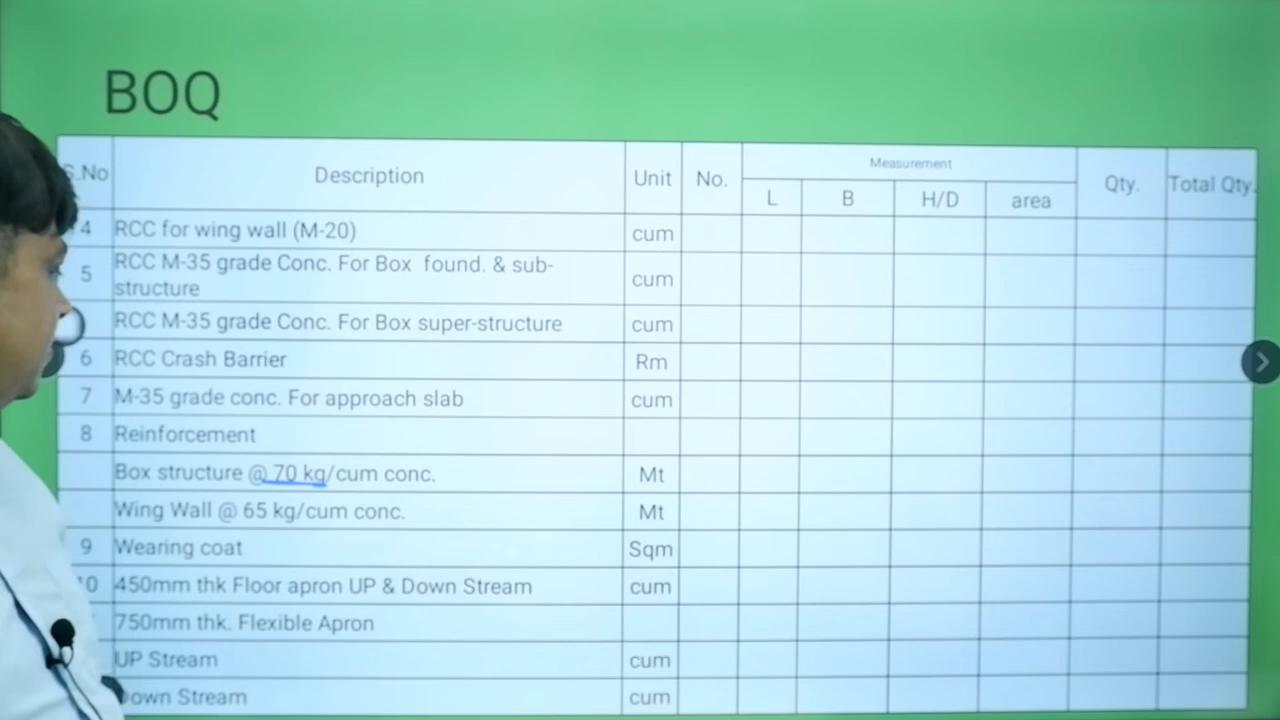 BOQ
S.No Description Unit No. Measurement Qty. Total Qty.
L B H/D area
4 RCC for wing wall (M-20) cum
5 RCC M-35 grade Conc. For Box found. & sub-
structure cum
RCC M-35 grade Conc. For Box super-structure cum
6 RCC Crash Barrier Rm
7 M-35 grade conc. For approach slab cum
8 Reinforcement
Box structure @ 70 kg/cum conc. Mt
Wing Wall @ 65 kg/cum conc. Mt
9 Wearing coat Sqm
10 450mm thk Floor apron UP & Down Stream cum
750mm thk. Flexible Apron
UP Stream cum
Down Stream cum